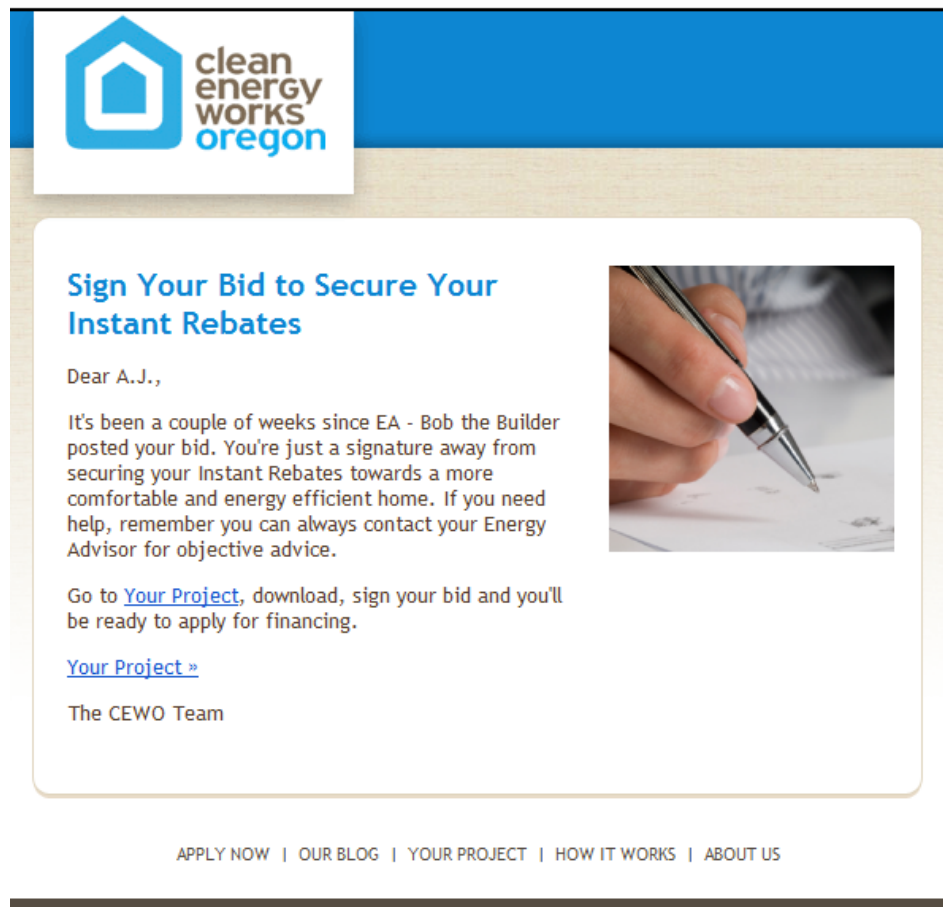 clean
energy
works
oregon
Sign Your Bid to Secure Your
Instant Rebates
Dear A.J.,
It's been a couple of weeks since EA - Bob the Builder
posted your bid. You're just a signature away from
securing your Instant Rebates towards a more
comfortable and energy efficient home. If you need
help, remember you can always contact your Energy
Advisor for objective advice.
Go to Your Project, download, sign your bid and you'll
be ready to apply for financing.
Your Project »
The CEWO Team
APPLY NOW | OUR BLOG | YOUR PROJECT | HOW IT WORKS | ABOUT US